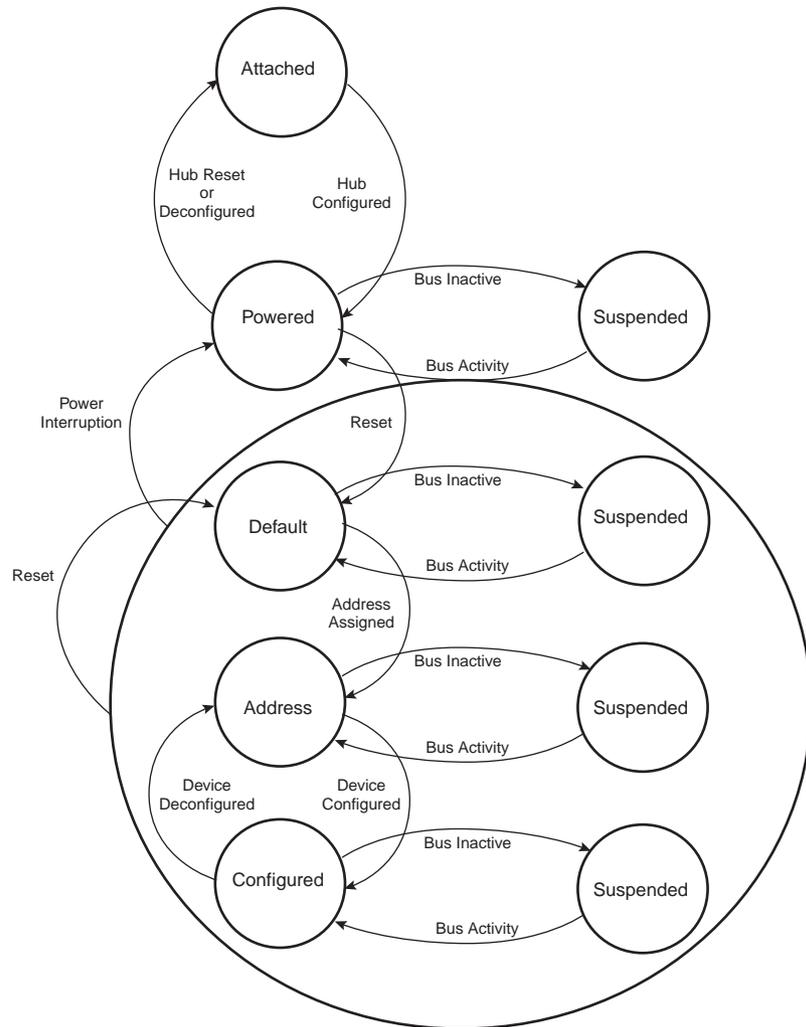 Attached
Hub Reset
or
Deconfigured
Hub
Configured
Bus Inactive
Powered
Suspended
Bus Activity
Power
Interruption
Reset
Bus Inactive
Default
Suspended
Bus Activity
Reset
Address
Assigned
Bus Inactive
Address
Suspended
Bus Activity
Device
Deconfigured
Device
Configured
Bus Inactive
Configured
Suspended
Bus Activity